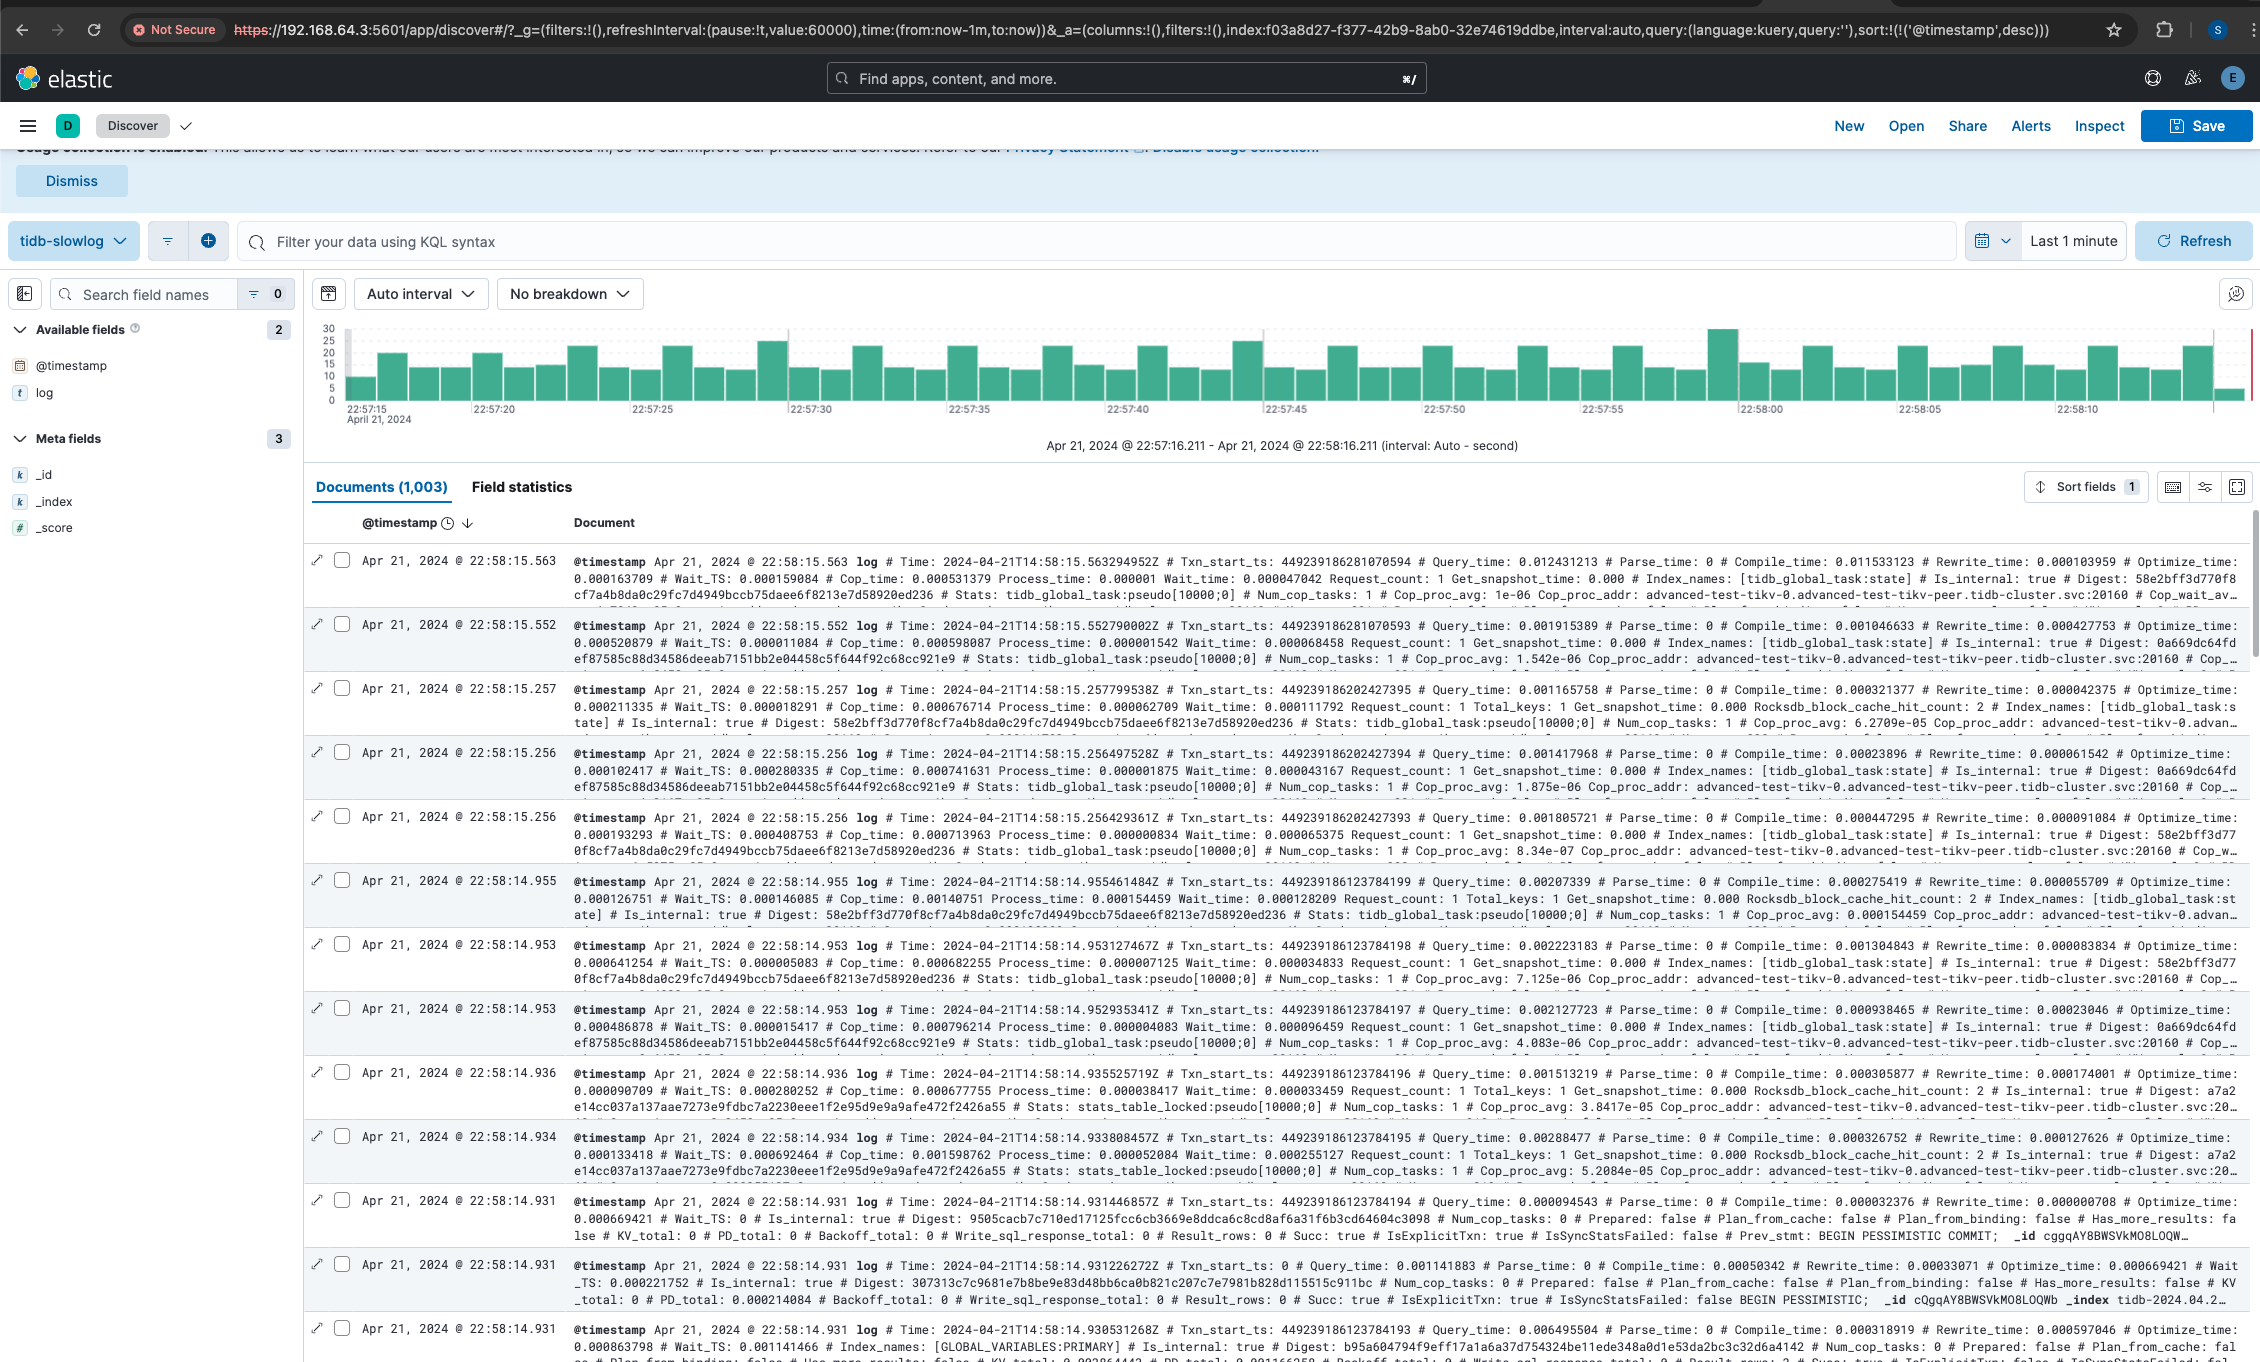 Not Secure https://192.168.64.3:5601/app/discover#/?_g=(filters:!(),refreshInterval:(pause:!t,value:60000),time:(from:now-1m,to:now))&_a=(columns:!(),filters:!(),index:f03a8d27-f377-42b9-8ab0-32e74619ddbe,interval:auto,query:(language:kuery,query:''),sort:!(!('@timestamp',desc))) S
elastic Find apps, content, and more. ⌘/ E
D Discover New Open Share Alerts Inspect Save
Dismiss
tidb-slowlog Filter your data using KQL syntax Last 1 minute Refresh
Search field names 0 Auto interval No breakdown
Available fields 2
@timestamp
t log
Meta fields 3
k _id
k _index
# _score
30
25
20
15
10
5
0
22:57:15 22:57:20 22:57:25 22:57:30 22:57:35 22:57:40 22:57:45 22:57:50 22:57:55 22:58:00 22:58:05 22:58:10
April 21, 2024
Apr 21, 2024 @ 22:57:16.211 - Apr 21, 2024 @ 22:58:16.211 (interval: Auto - second)
Documents (1,003) Field statistics Sort fields 1
@timestamp Document
Apr 21, 2024 @ 22:58:15.563 @timestamp Apr 21, 2024 @ 22:58:15.563 log # Time: 2024-04-21T14:58:15.563294952Z # Txn_start_ts: 449239186281070594 # Query_time: 0.012431213 # Parse_time: 0 # Compile_time: 0.011533123 # Rewrite_time: 0.000103959 # Optimize_time:
0.000163709 # Wait_TS: 0.000159084 # Cop_time: 0.000531379 Process_time: 0.000001 Wait_time: 0.000047042 Request_count: 1 Get_snapshot_time: 0.000 # Index_names: [tidb_global_task:state] # Is_internal: true # Digest: 58e2bff3d770f8
cf7a4b8da0c29fc7d4949bccb75daee6f8213e7d58920ed236 # Stats: tidb_global_task:pseudo[10000;0] # Num_cop_tasks: 1 # Cop_proc_avg: 1e-06 Cop_proc_addr: advanced-test-tikv-0.advanced-test-tikv-peer.tidb-cluster.svc:20160 # Cop_wait_av…
Apr 21, 2024 @ 22:58:15.552 @timestamp Apr 21, 2024 @ 22:58:15.552 log # Time: 2024-04-21T14:58:15.552790002Z # Txn_start_ts: 449239186281070593 # Query_time: 0.001915389 # Parse_time: 0 # Compile_time: 0.001046633 # Rewrite_time: 0.000427753 # Optimize_time:
0.000520879 # Wait_TS: 0.000011084 # Cop_time: 0.000598087 Process_time: 0.000001542 Wait_time: 0.000068458 Request_count: 1 Get_snapshot_time: 0.000 # Index_names: [tidb_global_task:state] # Is_internal: true # Digest: 0a669dc64fd
ef87585c88d34586deeab7151bb2e04458c5f644f92c68cc921e9 # Stats: tidb_global_task:pseudo[10000;0] # Num_cop_tasks: 1 # Cop_proc_avg: 1.542e-06 Cop_proc_addr: advanced-test-tikv-0.advanced-test-tikv-peer.tidb-cluster.svc:20160 # Cop_…
Apr 21, 2024 @ 22:58:15.257 @timestamp Apr 21, 2024 @ 22:58:15.257 log # Time: 2024-04-21T14:58:15.257799538Z # Txn_start_ts: 449239186202427395 # Query_time: 0.001165758 # Parse_time: 0 # Compile_time: 0.000321377 # Rewrite_time: 0.000042375 # Optimize_time:
0.000211335 # Wait_TS: 0.000018291 # Cop_time: 0.000676714 Process_time: 0.000062709 Wait_time: 0.000111792 Request_count: 1 Total_keys: 1 Get_snapshot_time: 0.000 Rocksdb_block_cache_hit_count: 2 # Index_names: [tidb_global_task:s
tate] # Is_internal: true # Digest: 58e2bff3d770f8cf7a4b8da0c29fc7d4949bccb75daee6f8213e7d58920ed236 # Stats: tidb_global_task:pseudo[10000;0] # Num_cop_tasks: 1 # Cop_proc_avg: 6.2709e-05 Cop_proc_addr: advanced-test-tikv-0.advan…
Apr 21, 2024 @ 22:58:15.256 @timestamp Apr 21, 2024 @ 22:58:15.256 log # Time: 2024-04-21T14:58:15.256497528Z # Txn_start_ts: 449239186202427394 # Query_time: 0.001417968 # Parse_time: 0 # Compile_time: 0.00023896 # Rewrite_time: 0.000061542 # Optimize_time:
0.000102417 # Wait_TS: 0.000280335 # Cop_time: 0.000741631 Process_time: 0.000001875 Wait_time: 0.000043167 Request_count: 1 Get_snapshot_time: 0.000 # Index_names: [tidb_global_task:state] # Is_internal: true # Digest: 0a669dc64fd
ef87585c88d34586deeab7151bb2e04458c5f644f92c68cc921e9 # Stats: tidb_global_task:pseudo[10000;0] # Num_cop_tasks: 1 # Cop_proc_avg: 1.875e-06 Cop_proc_addr: advanced-test-tikv-0.advanced-test-tikv-peer.tidb-cluster.svc:20160 # Cop_…
Apr 21, 2024 @ 22:58:15.256 @timestamp Apr 21, 2024 @ 22:58:15.256 log # Time: 2024-04-21T14:58:15.256429361Z # Txn_start_ts: 449239186202427393 # Query_time: 0.001805721 # Parse_time: 0 # Compile_time: 0.000447295 # Rewrite_time: 0.000091084 # Optimize_time:
0.000193293 # Wait_TS: 0.000408753 # Cop_time: 0.000713963 Process_time: 0.000000834 Wait_time: 0.000065375 Request_count: 1 Get_snapshot_time: 0.000 # Index_names: [tidb_global_task:state] # Is_internal: true # Digest: 58e2bff3d77
0f8cf7a4b8da0c29fc7d4949bccb75daee6f8213e7d58920ed236 # Stats: tidb_global_task:pseudo[10000;0] # Num_cop_tasks: 1 # Cop_proc_avg: 8.34e-07 Cop_proc_addr: advanced-test-tikv-0.advanced-test-tikv-peer.tidb-cluster.svc:20160 # Cop_w…
Apr 21, 2024 @ 22:58:14.955 @timestamp Apr 21, 2024 @ 22:58:14.955 log # Time: 2024-04-21T14:58:14.955461484Z # Txn_start_ts: 449239186123784199 # Query_time: 0.00207339 # Parse_time: 0 # Compile_time: 0.000275419 # Rewrite_time: 0.000055709 # Optimize_time:
0.000126751 # Wait_TS: 0.000146085 # Cop_time: 0.00140751 Process_time: 0.000154459 Wait_time: 0.000128209 Request_count: 1 Total_keys: 1 Get_snapshot_time: 0.000 Rocksdb_block_cache_hit_count: 2 # Index_names: [tidb_global_task:st
ate] # Is_internal: true # Digest: 58e2bff3d770f8cf7a4b8da0c29fc7d4949bccb75daee6f8213e7d58920ed236 # Stats: tidb_global_task:pseudo[10000;0] # Num_cop_tasks: 1 # Cop_proc_avg: 0.000154459 Cop_proc_addr: advanced-test-tikv-0.advan…
Apr 21, 2024 @ 22:58:14.953 @timestamp Apr 21, 2024 @ 22:58:14.953 log # Time: 2024-04-21T14:58:14.953127467Z # Txn_start_ts: 449239186123784198 # Query_time: 0.002223183 # Parse_time: 0 # Compile_time: 0.001304843 # Rewrite_time: 0.000083834 # Optimize_time:
0.000641254 # Wait_TS: 0.000005083 # Cop_time: 0.000682255 Process_time: 0.000007125 Wait_time: 0.000034833 Request_count: 1 Get_snapshot_time: 0.000 # Index_names: [tidb_global_task:state] # Is_internal: true # Digest: 58e2bff3d77
0f8cf7a4b8da0c29fc7d4949bccb75daee6f8213e7d58920ed236 # Stats: tidb_global_task:pseudo[10000;0] # Num_cop_tasks: 1 # Cop_proc_avg: 7.125e-06 Cop_proc_addr: advanced-test-tikv-0.advanced-test-tikv-peer.tidb-cluster.svc:20160 # Cop_…
Apr 21, 2024 @ 22:58:14.953 @timestamp Apr 21, 2024 @ 22:58:14.953 log # Time: 2024-04-21T14:58:14.952935341Z # Txn_start_ts: 449239186123784197 # Query_time: 0.002127723 # Parse_time: 0 # Compile_time: 0.000938465 # Rewrite_time: 0.00023046 # Optimize_time:
0.000486878 # Wait_TS: 0.000015417 # Cop_time: 0.000796214 Process_time: 0.000004083 Wait_time: 0.000096459 Request_count: 1 Get_snapshot_time: 0.000 # Index_names: [tidb_global_task:state] # Is_internal: true # Digest: 0a669dc64fd
ef87585c88d34586deeab7151bb2e04458c5f644f92c68cc921e9 # Stats: tidb_global_task:pseudo[10000;0] # Num_cop_tasks: 1 # Cop_proc_avg: 4.083e-06 Cop_proc_addr: advanced-test-tikv-0.advanced-test-tikv-peer.tidb-cluster.svc:20160 # Cop_…
Apr 21, 2024 @ 22:58:14.936 @timestamp Apr 21, 2024 @ 22:58:14.936 log # Time: 2024-04-21T14:58:14.935525719Z # Txn_start_ts: 449239186123784196 # Query_time: 0.001513219 # Parse_time: 0 # Compile_time: 0.000305877 # Rewrite_time: 0.000174001 # Optimize_time:
0.000090709 # Wait_TS: 0.000280252 # Cop_time: 0.000677755 Process_time: 0.000038417 Wait_time: 0.000033459 Request_count: 1 Total_keys: 1 Get_snapshot_time: 0.000 Rocksdb_block_cache_hit_count: 2 # Is_internal: true # Digest: a7a2
e14cc037a137aae7273e9fdbc7a2230eee1f2e95d9e9a9afe472f2426a55 # Stats: stats_table_locked:pseudo[10000;0] # Num_cop_tasks: 1 # Cop_proc_avg: 3.8417e-05 Cop_proc_addr: advanced-test-tikv-0.advanced-test-tikv-peer.tidb-cluster.svc:20…
Apr 21, 2024 @ 22:58:14.934 @timestamp Apr 21, 2024 @ 22:58:14.934 log # Time: 2024-04-21T14:58:14.933808457Z # Txn_start_ts: 449239186123784195 # Query_time: 0.00288477 # Parse_time: 0 # Compile_time: 0.000326752 # Rewrite_time: 0.000127626 # Optimize_time:
0.000133418 # Wait_TS: 0.000692464 # Cop_time: 0.001598762 Process_time: 0.000052084 Wait_time: 0.000255127 Request_count: 1 Total_keys: 1 Get_snapshot_time: 0.000 Rocksdb_block_cache_hit_count: 2 # Is_internal: true # Digest: a7a2
e14cc037a137aae7273e9fdbc7a2230eee1f2e95d9e9a9afe472f2426a55 # Stats: stats_table_locked:pseudo[10000;0] # Num_cop_tasks: 1 # Cop_proc_avg: 5.2084e-05 Cop_proc_addr: advanced-test-tikv-0.advanced-test-tikv-peer.tidb-cluster.svc:20…
Apr 21, 2024 @ 22:58:14.931 @timestamp Apr 21, 2024 @ 22:58:14.931 log # Time: 2024-04-21T14:58:14.931446857Z # Txn_start_ts: 449239186123784194 # Query_time: 0.000094543 # Parse_time: 0 # Compile_time: 0.000032376 # Rewrite_time: 0.000000708 # Optimize_time:
0.000669421 # Wait_TS: 0 # Is_internal: true # Digest: 9505cacb7c710ed17125fcc6cb3669e8ddca6c8cd8af6a31f6b3cd64604c3098 # Num_cop_tasks: 0 # Prepared: false # Plan_from_cache: false # Plan_from_binding: false # Has_more_results: fa
lse # KV_total: 0 # PD_total: 0 # Backoff_total: 0 # Write_sql_response_total: 0 # Result_rows: 0 # Succ: true # IsExplicitTxn: true # IsSyncStatsFailed: false # Prev_stmt: BEGIN PESSIMISTIC COMMIT; _id cggqAY8BWSVkMO8LOQW…
Apr 21, 2024 @ 22:58:14.931 @timestamp Apr 21, 2024 @ 22:58:14.931 log # Time: 2024-04-21T14:58:14.931226272Z # Txn_start_ts: 0 # Query_time: 0.001141883 # Parse_time: 0 # Compile_time: 0.00050342 # Rewrite_time: 0.00033071 # Optimize_time: 0.000669421 # Wait
_TS: 0.000221752 # Is_internal: true # Digest: 307313c7c9681e7b8be9e83d48bb6ca0b821c207c7e7981b828d115515c911bc # Num_cop_tasks: 0 # Prepared: false # Plan_from_cache: false # Plan_from_binding: false # Has_more_results: false # KV
_total: 0 # PD_total: 0.000214084 # Backoff_total: 0 # Write_sql_response_total: 0 # Result_rows: 0 # Succ: true # IsExplicitTxn: true # IsSyncStatsFailed: false BEGIN PESSIMISTIC; _id cQgqAY8BWSVkMO8LOQWb _index tidb-2024.04.2…
Apr 21, 2024 @ 22:58:14.931 @timestamp Apr 21, 2024 @ 22:58:14.931 log # Time: 2024-04-21T14:58:14.930531268Z # Txn_start_ts: 449239186123784193 # Query_time: 0.006495504 # Parse_time: 0 # Compile_time: 0.000318919 # Rewrite_time: 0.000597046 # Optimize_time:
0.000863798 # Wait_TS: 0.001141466 # Index_names: [GLOBAL_VARIABLES:PRIMARY] # Is_internal: true # Digest: b95a604794f9eff17a1a6a37d754324be11ede348a0d1e53da2bc3c32d6a4142 # Num_cop_tasks: 0 # Prepared: false # Plan_from_cache: fal